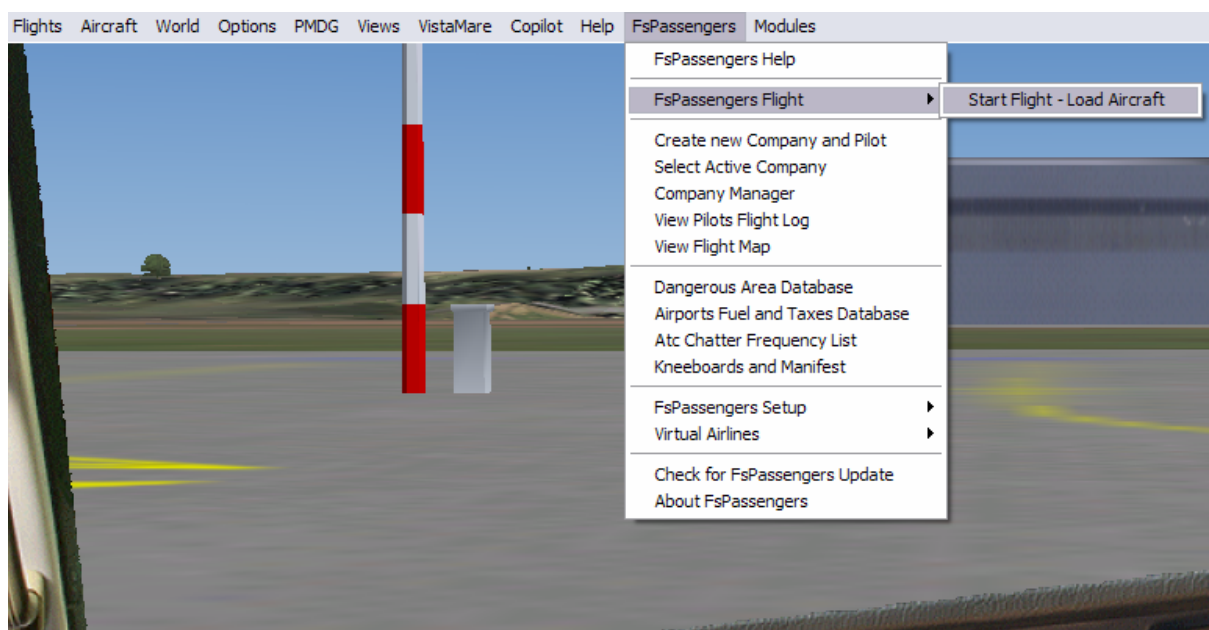 Flights Aircraft World Options PMDG Views VistaMare Copilot Help FsPassengers Modules
FsPassengers Help
FsPassengers Flight Start Flight - Load Aircraft
Create new Company and Pilot
Select Active Company
Company Manager
View Pilots Flight Log
View Flight Map
Dangerous Area Database
Airports Fuel and Taxes Database
Atc Chatter Frequency List
Kneeboards and Manifest
FsPassengers Setup
Virtual Airlines
Check for FsPassengers Update
About FsPassengers